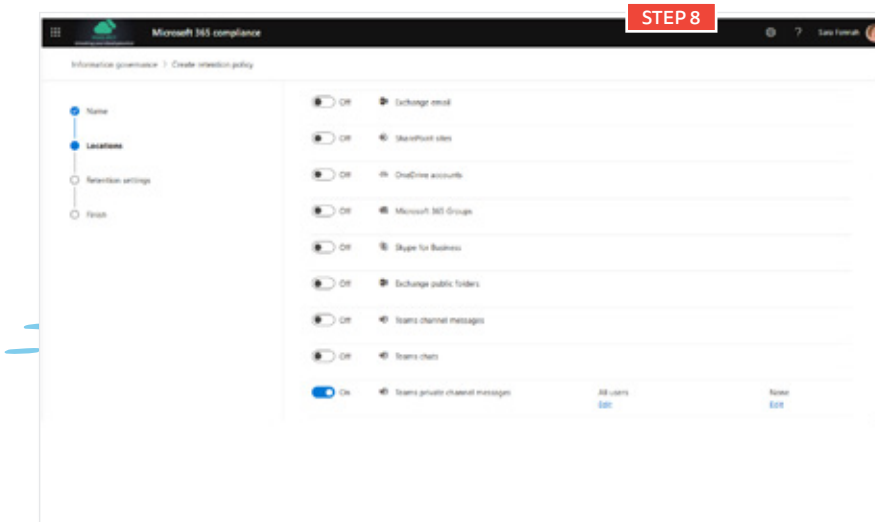 STEP 8
Microsoft 365 compliance
?
Information governance > Create retention policy
Name
Locations
Retention settings
Finish
Off Exchange email
Off SharePoint sites
Off OneDrive accounts
Off Microsoft 365 Groups
Off Skype for Business
Off Exchange public folders
Off Teams channel messages
Off Teams chats
On Teams private channel messages All users None
Edit Edit